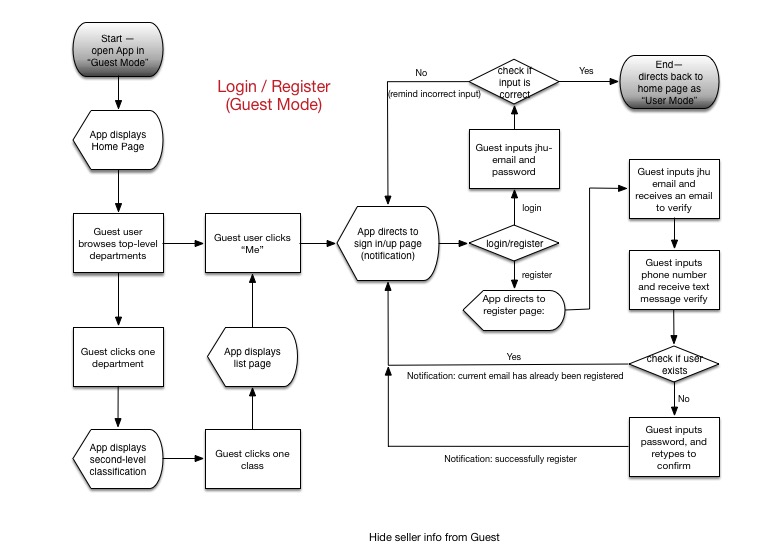 Start —
open App in
“Guest Mode”
Login / Register
(Guest Mode)
App displays
Home Page
Guest user
browses top-level
departments
Guest user clicks
“Me”
Guest clicks one
department
App displays
second-level
classification
Guest clicks one
class
App displays
list page
App directs to
sign in/up page
(notification)
login/register
login
Guest inputs jhu-
email and
password
check if
input is
correct
No
(remind incorrect input)
Yes
End—
directs back to
home page as
“User Mode”
register
App directs to
register page:
Guest inputs jhu
email and
receives an email
to verify
Guest inputs
phone number
and receive text
message verify
check if user
exists
Yes
Notification: current email has already been registered
No
Guest inputs
password, and
retypes to
confirm
Notification: successfully register
Hide seller info from Guest